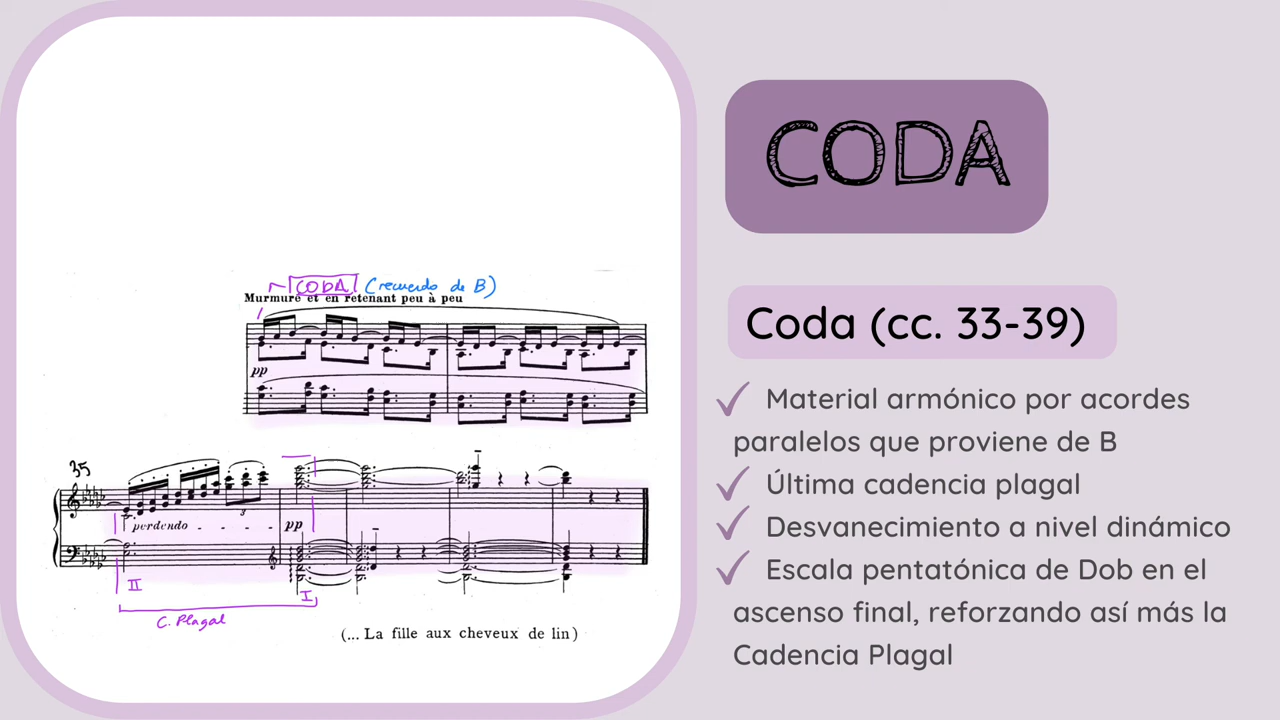 CODA (recuerdo de B)
Murmuré et en retenant peu à peu
pp
35
perdendo
pp
3
II
I
C. Plagal
(... La fille aux cheveux de lin)
CODA
Coda (cc. 33-39)
Material armónico por acordes
paralelos que proviene de B
Última cadencia plagal
Desvanecimiento a nivel dinámico
Escala pentatónica de Dob en el
ascenso final, reforzando así más la
Cadencia Plagal